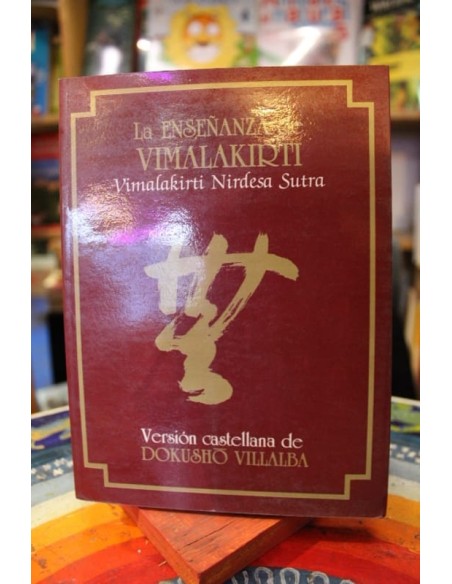 La ENSEÑANZA
VIMALAKIRTI
Vimalakirti Nirdesa Sutra
Versión castellana de
DOKUSHÔ VILLALBA